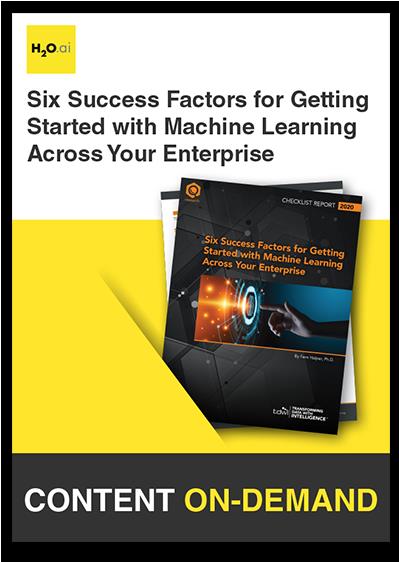 H2O.ai
Six Success Factors for Getting
Started with Machine Learning
Across Your Enterprise
CHECKLIST REPORT 2020
Six Success Factors for Getting
Started with Machine Learning
Across Your Enterprise
By Fern Halper, Ph.D.
tdwi TRANSFORMING
DATA WITH
INTELLIGENCE
CONTENT ON-DEMAND